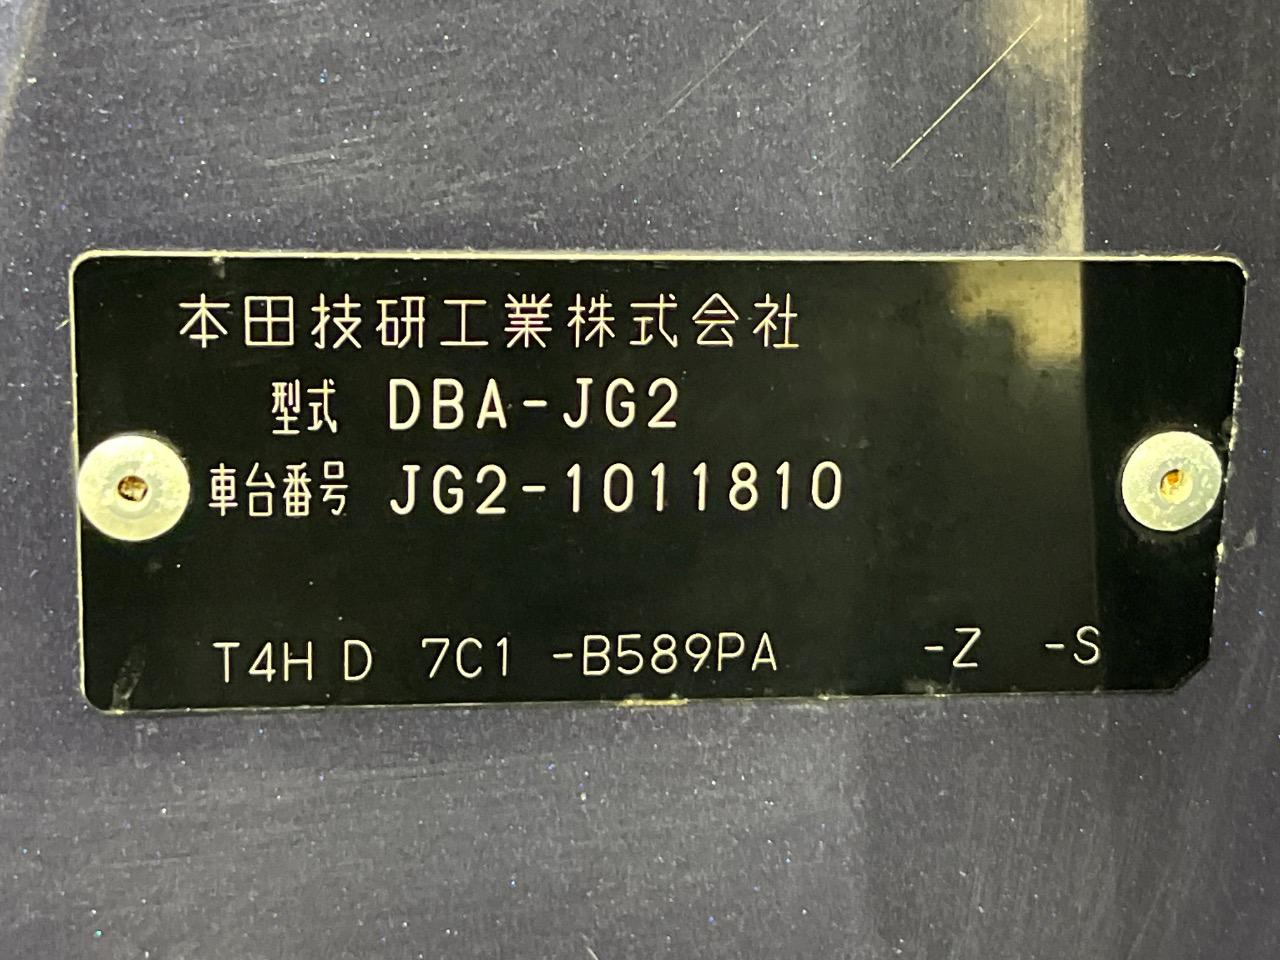 本田技研工業株式会社
型式 DBA-JG2
車台番号 JG2-1011810
T4H D 7C1 -B589PA -Z -S